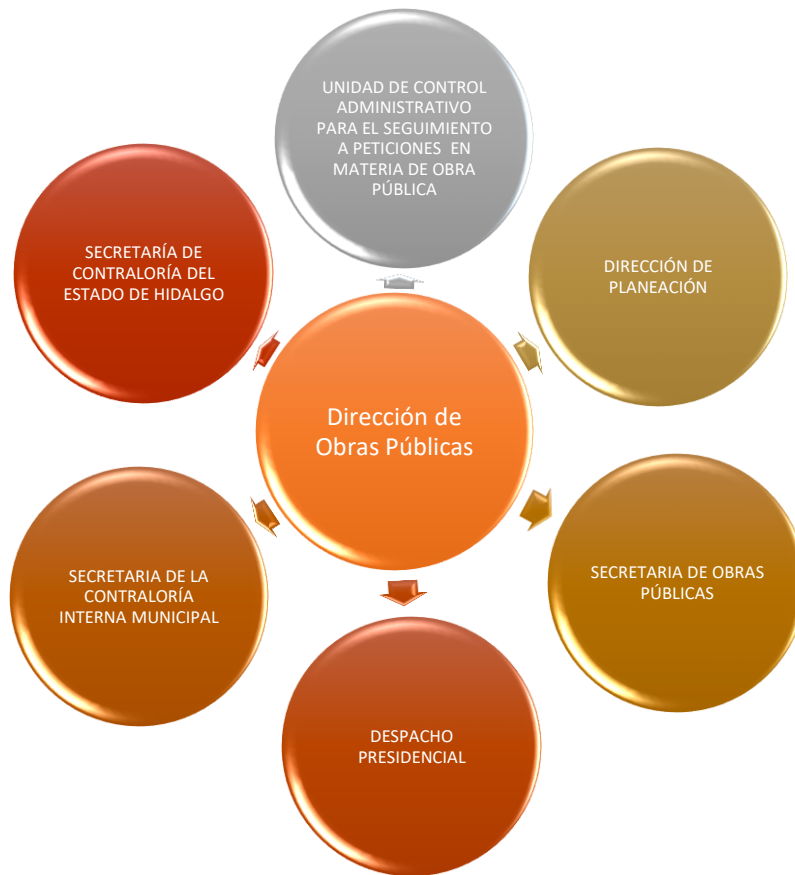 UNIDAD DE CONTROL
ADMINISTRATIVO
PARA EL SEGUIMIENTO
A PETICIONES EN
MATERIA DE OBRA
PÚBLICA
SECRETARÍA DE
CONTRALORÍA DEL
ESTADO DE HIDALGO
DIRECCIÓN DE
PLANEACIÓN
Dirección de
Obras Públicas
SECRETARIA DE LA
CONTRALORÍA
INTERNA MUNICIPAL
SECRETARIA DE OBRAS
PÚBLICAS
DESPACHO
PRESIDENCIAL